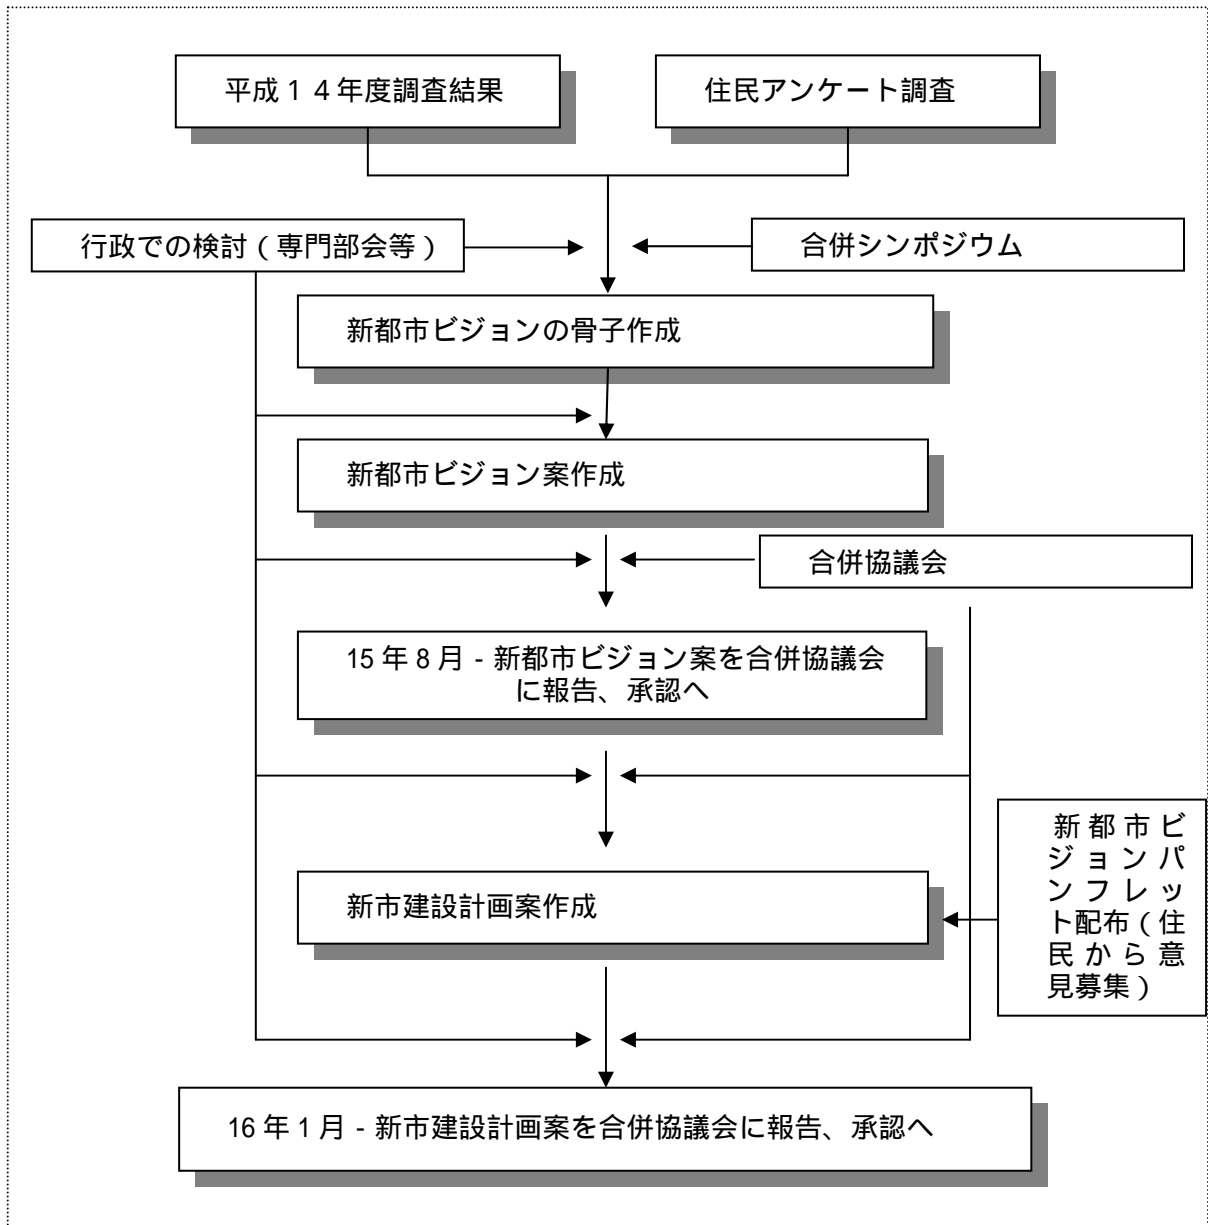 平成１４年度調査結果
住民アンケート調査
行政での検討（専門部会等）
合併シンポジウム
新都市ビジョンの骨子作成
新都市ビジョン案作成
合併協議会
15年8月‐新都市ビジョン案を合併協議会
に報告、承認へ
新都市ビ
ジョンパ
ンフレッ
ト配布（住
民から意
見募集）
新市建設計画案作成
16年1月‐新市建設計画案を合併協議会に報告、承認へ